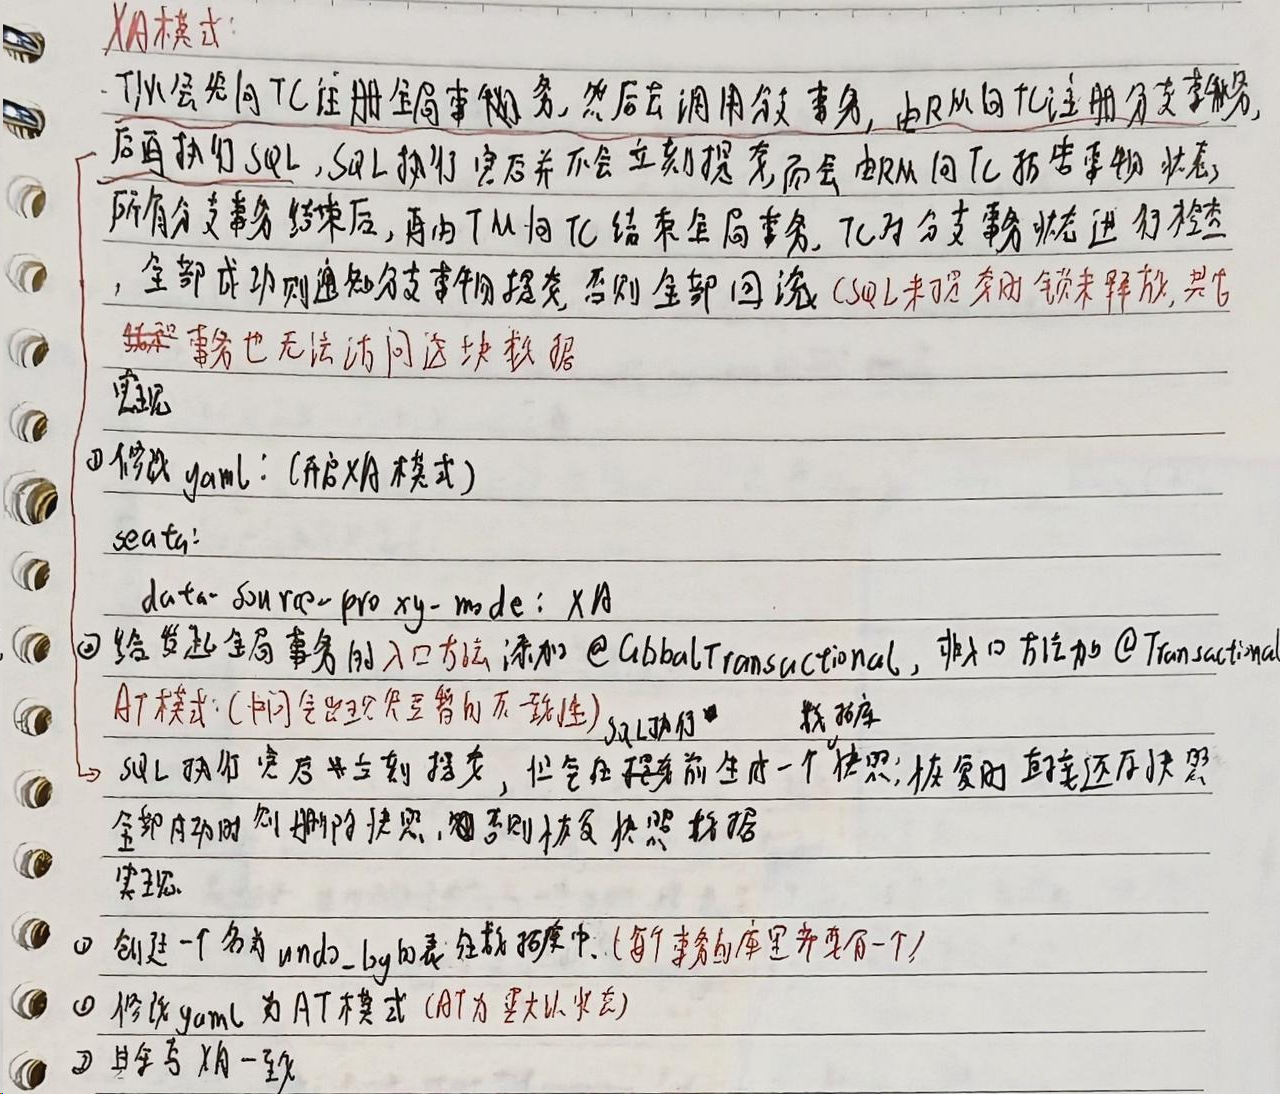 XA模式:
TM会先向TC注册全局事物务,然后去调用分支事务,由RM向TC注册分支事物务,
后再执行SQL,SQL执行完后并不会立刻提交,而会由RM向TC报告事物状态,
所有分支事务结束后,再由TM向TC结束全局事务,TC对分支事务状态进行检查
,全部成功则通知分支事物提交,否则全部回滚(SQL未提交时锁未释放,其它
事务也无法访问这块数据
实现
① 修改yaml:(开启XA模式)
seata:
data-source-proxy-mode: XA
② 给发起全局事务的入口方法添加@GlobalTransactional,非入口方法加@Transactional
AT模式:(中间会出现短暂的不一致性)
SQL执行 数据库
SQL执行完后并立刻提交,但会在提交前生成一个快照;恢复时直接还原快照
全部成功时则删除快照,否则恢复快照数据
实现
① 创建一个名为undo_log的表在数据库中.(每个事务的库里都要有一个)
① 修改yaml为AT模式(AT为默认状态)
② 其余与XA一致